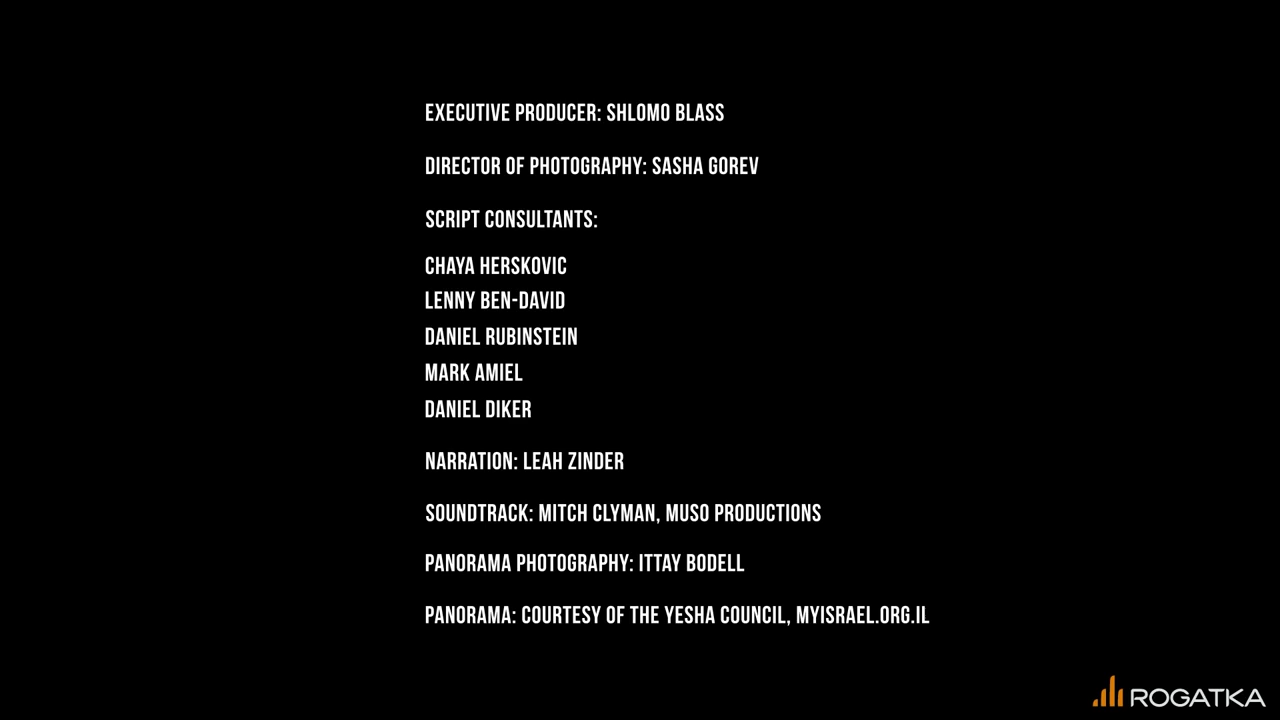 EXECUTIVE PRODUCER: SHLOMO BLASS
DIRECTOR OF PHOTOGRAPHY: SASHA GOREV
SCRIPT CONSULTANTS:
CHAYA HERSKOVIC
LENNY BEN-DAVID
DANIEL RUBINSTEIN
MARK AMIEL
DANIEL DIKER
NARRATION: LEAH ZINDER
SOUNDTRACK: MITCH CLYMAN, MUSO PRODUCTIONS
PANORAMA PHOTOGRAPHY: ITTAY BODELL
PANORAMA: COURTESY OF THE YESHA COUNCIL, MYISRAEL.ORG.IL
ROGATKA